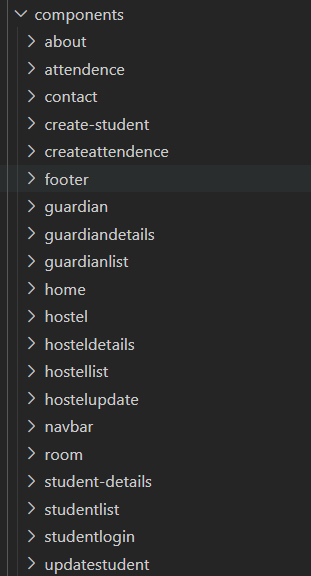 components
about
attendence
contact
create-student
createattendence
footer
guardian
guardiandetails
guardianlist
home
hostel
hosteldetails
hostellist
hostelupdate
navbar
room
student-details
studentlist
studentlogin
updatestudent